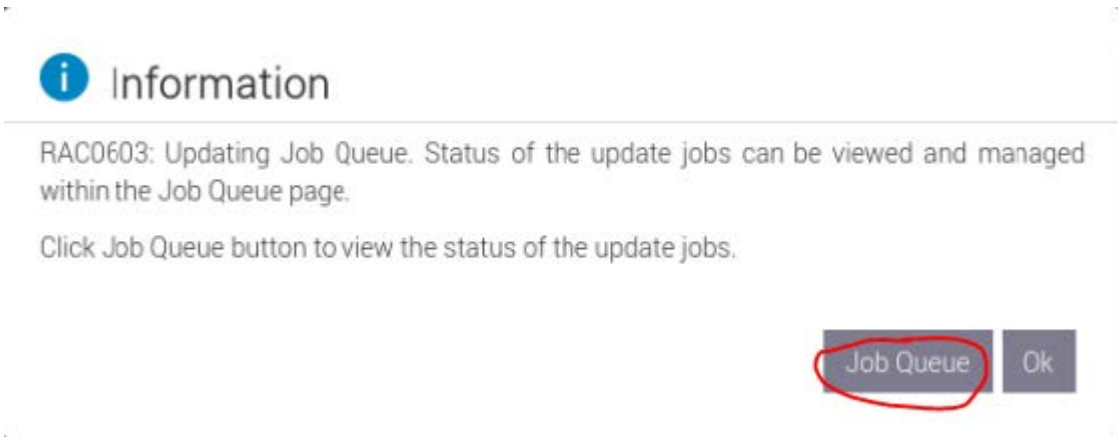 i Information
RAC0603: Updating Job Queue. Status of the update jobs can be viewed and managed
within the Job Queue page.
Click Job Queue button to view the status of the update jobs.
Job Queue Ok